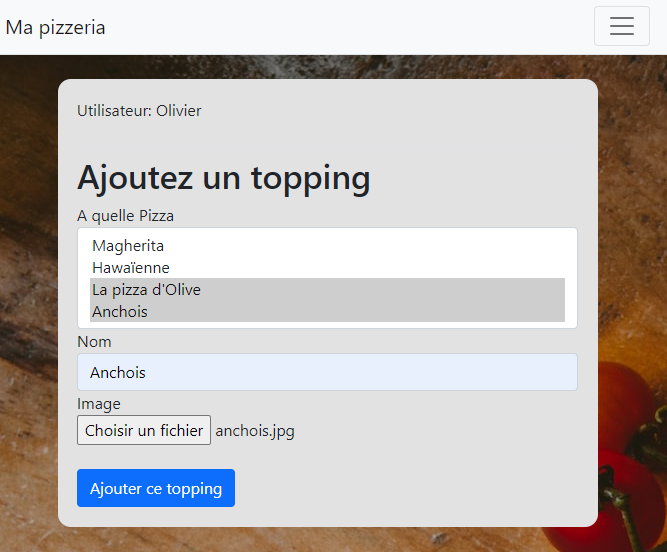 Ma pizzeria
Utilisateur: Olivier
Ajoutez un topping
A quelle Pizza
Magherita
Hawaïenne
La pizza d'Olive
Anchois
Nom
Anchois
Image
Choisir un fichier anchois.jpg
Ajouter ce topping